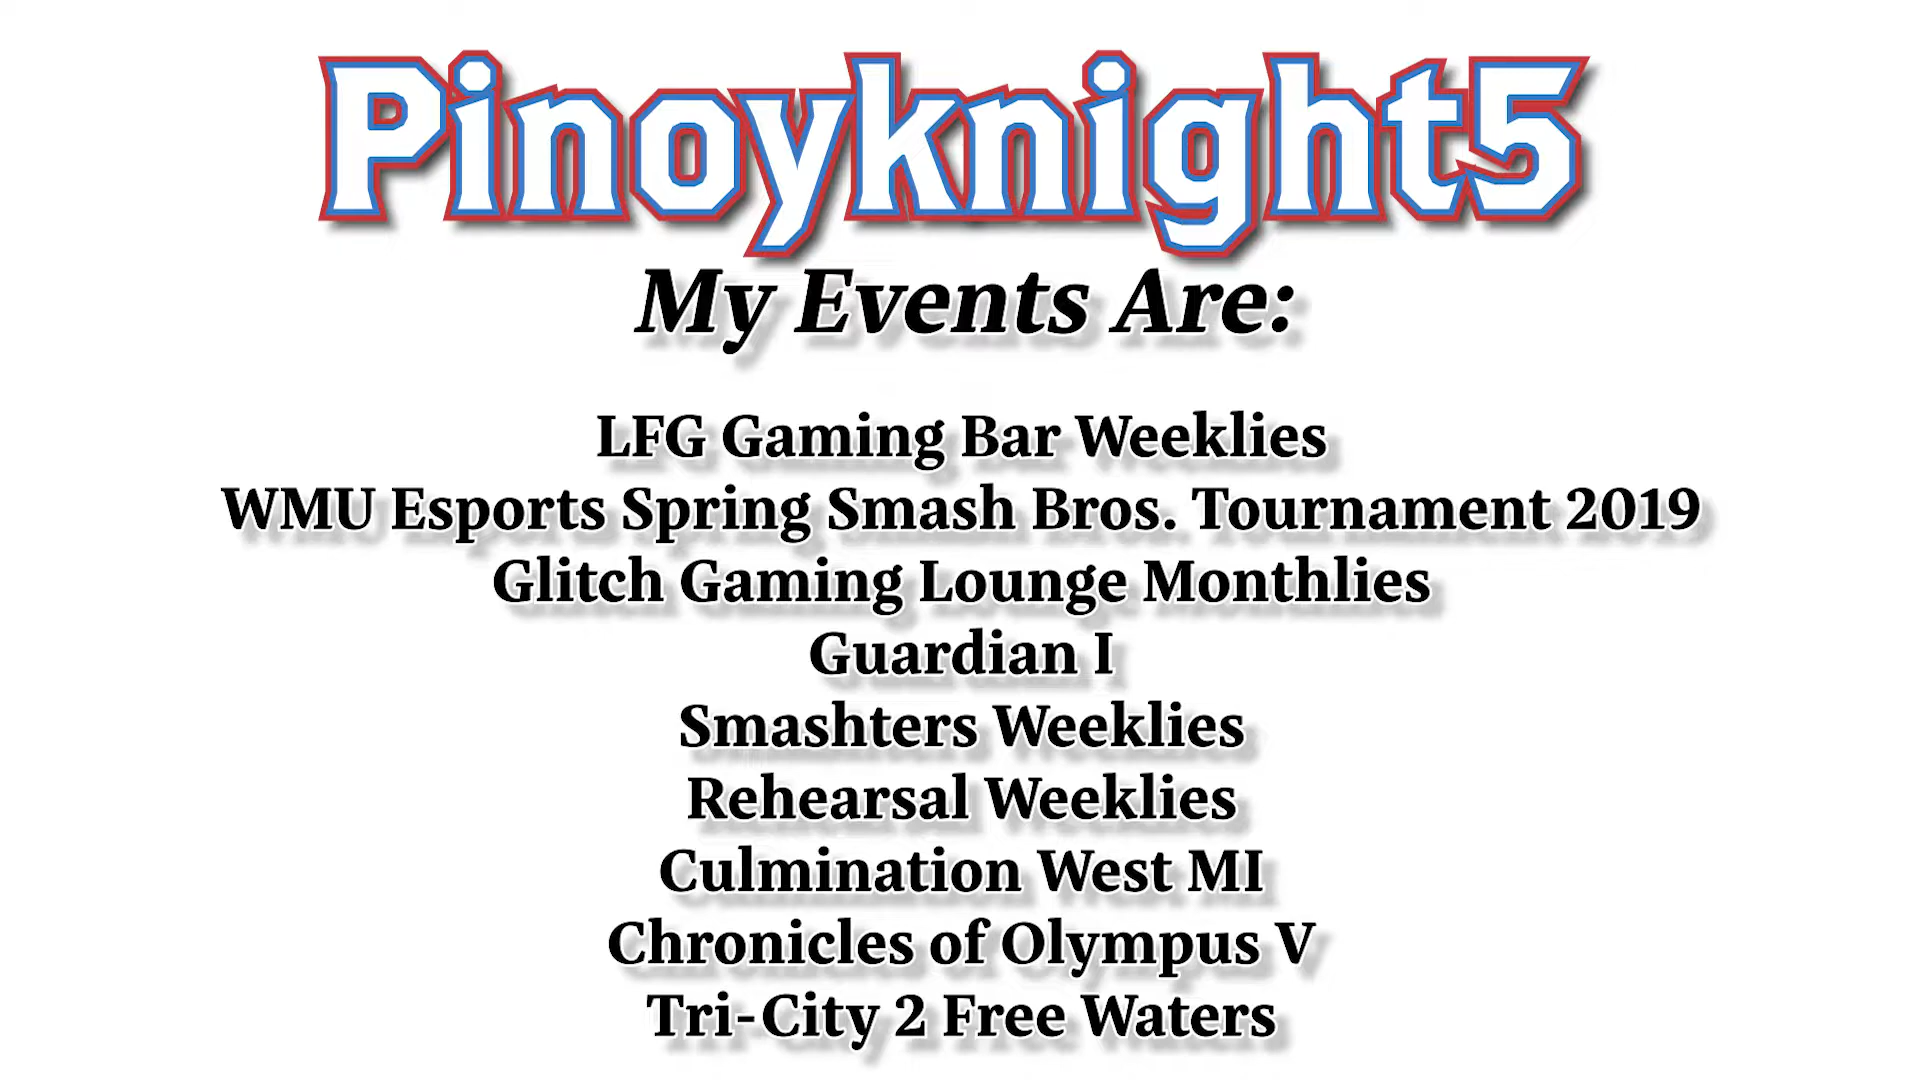 Pinoyknight5
My Events Are:
LFG Gaming Bar Weeklies
WMU Esports Spring Smash Bros. Tournament 2019
Glitch Gaming Lounge Monthlies
Guardian I
Smashters Weeklies
Rehearsal Weeklies
Culmination West MI
Chronicles of Olympus V
Tri-City 2 Free Waters